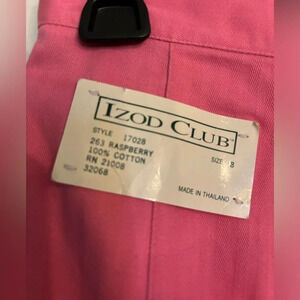 IZOD CLUB
STYLE 17028
SIZE 8
263 RASPBERRY
100% COTTON
RN 21008
32068
MADE IN THAILAND